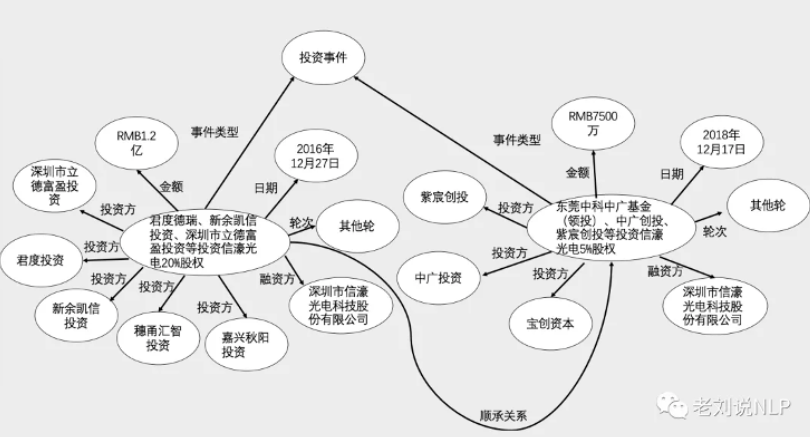 投资事件
事件类型
事件类型
RMB1.2
亿
金额
2016年
12月27日
日期
深圳市立
德富盈投
资
投资方
君度投资
投资方
新余凯信
投资
投资方
穗甬汇智
投资
投资方
嘉兴秋阳
投资
投资方
君度德瑞、新余凯信
投资、深圳市立德富
盈投资等投资信濠光
电20%股权
轮次
其他轮
融资方
深圳市信濠
光电科技股
份有限公司
RMB7500
万
金额
2018年
12月17日
日期
紫宸创投
投资方
中广投资
投资方
宝创资本
投资方
东莞中科中广基金
（领投）、中广创投、
紫宸创投等投资信濠
光电5%股权
其他轮
轮次
融资方
深圳市信濠
光电科技股
份有限公司
顺承关系
老刘说NLP